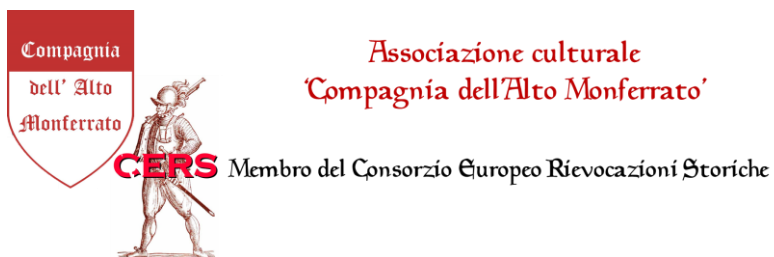 Compagnia
dell' Alto
Monferrato
Associazione culturale
'Compagnia dell'Alto Monferrato'
CERS
Membro del Consorzio Europeo Rievocazioni Storiche